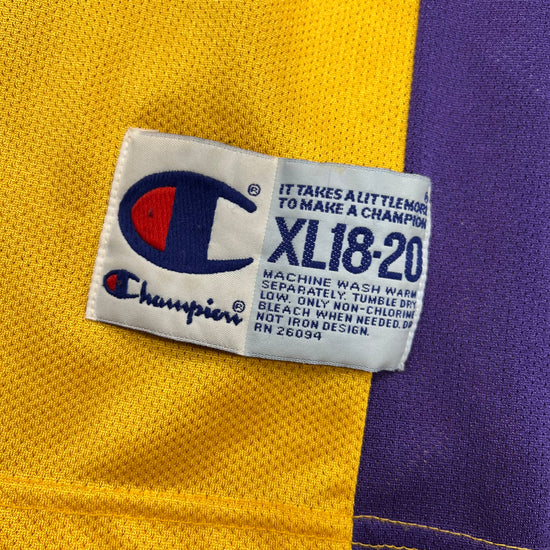 ®
Champion®
IT TAKES A LITTLE MORE
TO MAKE A CHAMPION
XL18-20
MACHINE WASH WARM
SEPARATELY. TUMBLE DRY
LOW. ONLY NON-CHLORINE
BLEACH WHEN NEEDED. DO
NOT IRON DESIGN.
RN 26094